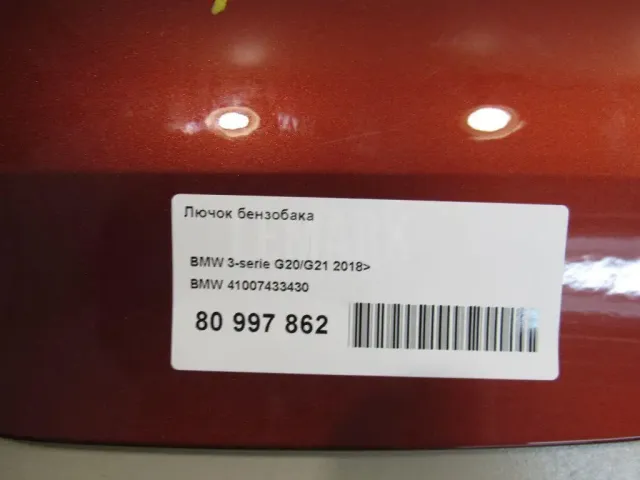 Лючок бензобака
BMW 3-serie G20/G21 2018>
BMW 41007433430
80 997 862